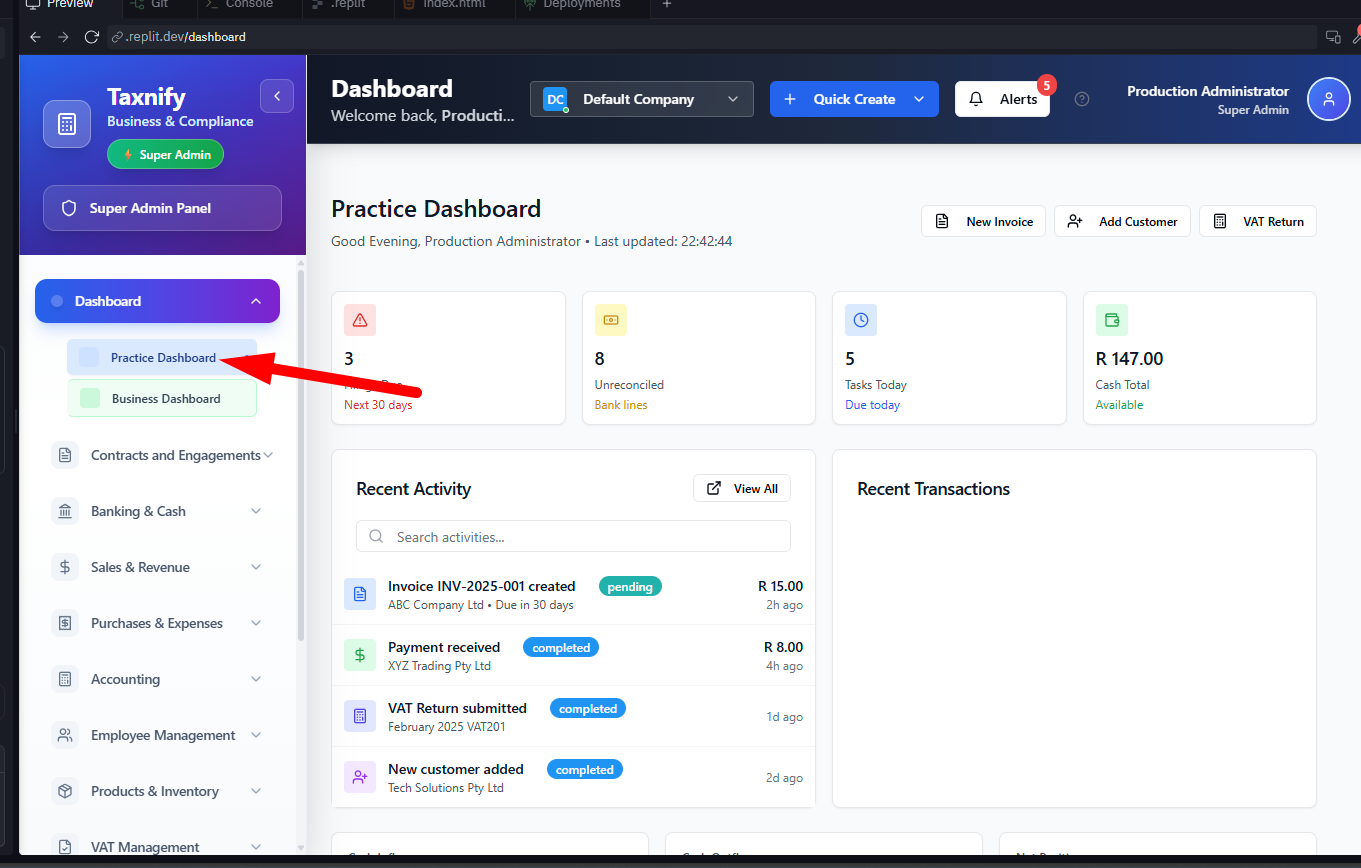 Preview
Git
Console
.replit
index.html
Deployments
.replit.dev/dashboard
Taxnify
Business & Compliance
Super Admin
Super Admin Panel
Dashboard
Welcome back, Producti...
DC
Default Company
Quick Create
Alerts
5
Production Administrator
Super Admin
Dashboard
Practice Dashboard
Business Dashboard
Contracts and Engagements
Banking & Cash
Sales & Revenue
Purchases & Expenses
Accounting
Employee Management
Products & Inventory
VAT Management
Practice Dashboard
Good Evening, Production Administrator • Last updated: 22:42:44
New Invoice
Add Customer
VAT Return
3
Next 30 days
8
Unreconciled
Bank lines
5
Tasks Today
Due today
R 147.00
Cash Total
Available
Recent Activity
View All
Search activities...
Invoice INV-2025-001 created
pending
R 15.00
ABC Company Ltd • Due in 30 days
2h ago
Payment received
completed
R 8.00
XYZ Trading Pty Ltd
4h ago
VAT Return submitted
completed
February 2025 VAT201
1d ago
New customer added
completed
Tech Solutions Pty Ltd
2d ago
Recent Transactions